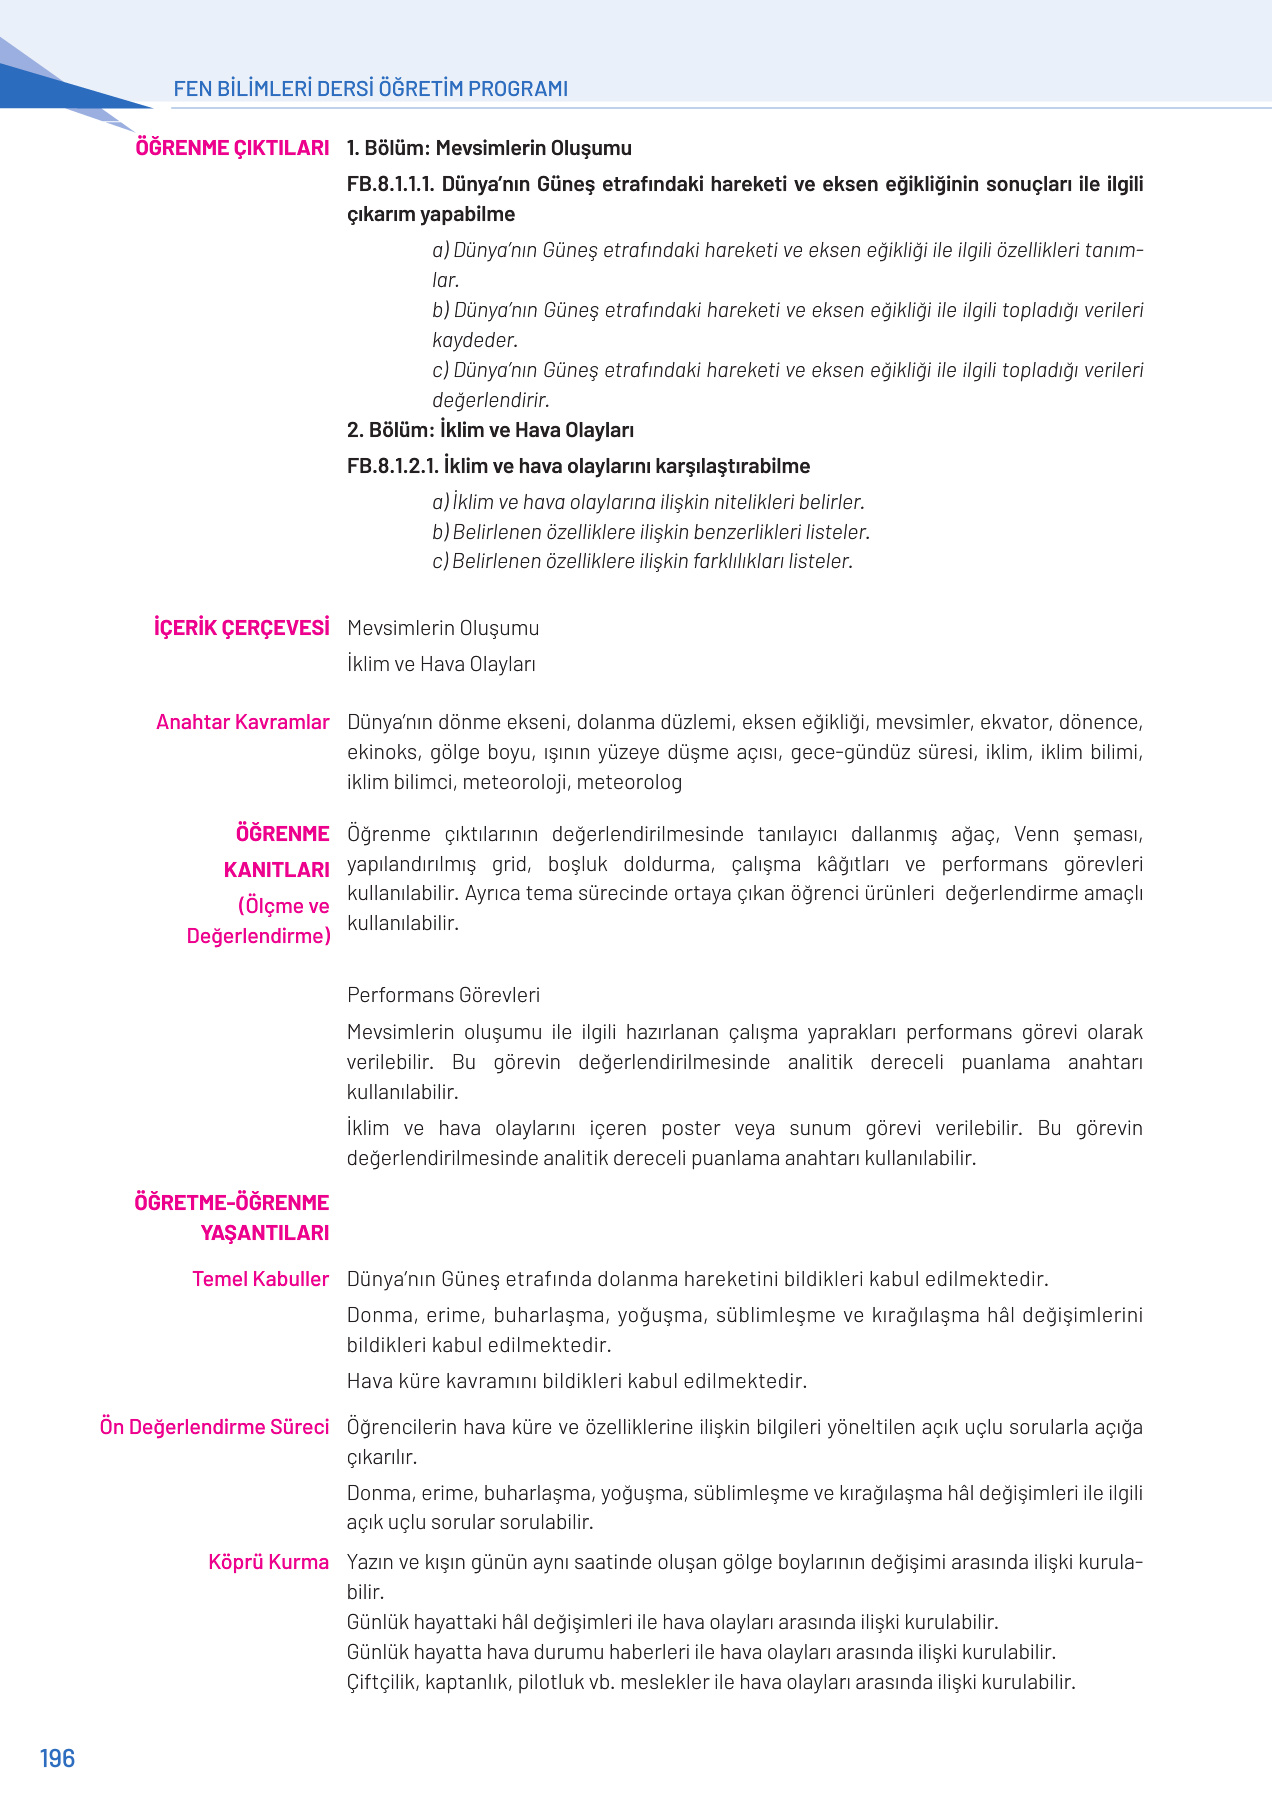 FEN BİLİMLERİ DERSİ ÖĞRETİM PROGRAMI
ÖĞRENME ÇIKTILARI
1. Bölüm: Mevsimlerin Oluşumu
FB.8.1.1.1. Dünya’nın Güneş etrafındaki hareketi ve eksen eğikliğinin sonuçları ile ilgili
çıkarım yapabilme
a) Dünya’nın Güneş etrafındaki hareketi ve eksen eğikliği ile ilgili özellikleri tanım-
lar.
b) Dünya’nın Güneş etrafındaki hareketi ve eksen eğikliği ile ilgili topladığı verileri
kaydeder.
c) Dünya’nın Güneş etrafındaki hareketi ve eksen eğikliği ile ilgili topladığı verileri
değerlendirir.
2. Bölüm: İklim ve Hava Olayları
FB.8.1.2.1. İklim ve hava olaylarını karşılaştırabilme
a) İklim ve hava olaylarına ilişkin nitelikleri belirler.
b) Belirlenen özelliklere ilişkin benzerlikleri listeler.
c) Belirlenen özelliklere ilişkin farklılıkları listeler.
İÇERİK ÇERÇEVESİ
Mevsimlerin Oluşumu
İklim ve Hava Olayları
Anahtar Kavramlar
Dünya’nın dönme ekseni, dolanma düzlemi, eksen eğikliği, mevsimler, ekvator, dönence,
ekinoks, gölge boyu, ışının yüzeye düşme açısı, gece-gündüz süresi, iklim, iklim bilimi,
iklim bilimci, meteoroloji, meteorolog
ÖĞRENME
KANITLARI
(Ölçme ve
Değerlendirme)
Öğrenme çıktılarının değerlendirilmesinde tanılayıcı dallanmış ağaç, Venn şeması,
yapılandırılmış grid, boşluk doldurma, çalışma kâğıtları ve performans görevleri
kullanılabilir. Ayrıca tema sürecinde ortaya çıkan öğrenci ürünleri değerlendirme amaçlı
kullanılabilir.
Performans Görevleri
Mevsimlerin oluşumu ile ilgili hazırlanan çalışma yaprakları performans görevi olarak
verilebilir. Bu görevin değerlendirilmesinde analitik dereceli puanlama anahtarı
kullanılabilir.
İklim ve hava olaylarını içeren poster veya sunum görevi verilebilir. Bu görevin
değerlendirilmesinde analitik dereceli puanlama anahtarı kullanılabilir.
ÖĞRETME-ÖĞRENME
YAŞANTILARI
Temel Kabuller
Dünya’nın Güneş etrafında dolanma hareketini bildikleri kabul edilmektedir.
Donma, erime, buharlaşma, yoğuşma, süblimleşme ve kırağılaşma hâl değişimlerini
bildikleri kabul edilmektedir.
Hava küre kavramını bildikleri kabul edilmektedir.
Ön Değerlendirme Süreci
Öğrencilerin hava küre ve özelliklerine ilişkin bilgileri yöneltilen açık uçlu sorularla açığa
çıkarılır.
Donma, erime, buharlaşma, yoğuşma, süblimleşme ve kırağılaşma hâl değişimleri ile ilgili
açık uçlu sorular sorulabilir.
Köprü Kurma
Yazın ve kışın günün aynı saatinde oluşan gölge boylarının değişimi arasında ilişki kurula-
bilir.
Günlük hayattaki hâl değişimleri ile hava olayları arasında ilişki kurulabilir.
Günlük hayatta hava durumu haberleri ile hava olayları arasında ilişki kurulabilir.
Çiftçilik, kaptanlık, pilotluk vb. meslekler ile hava olayları arasında ilişki kurulabilir.
196